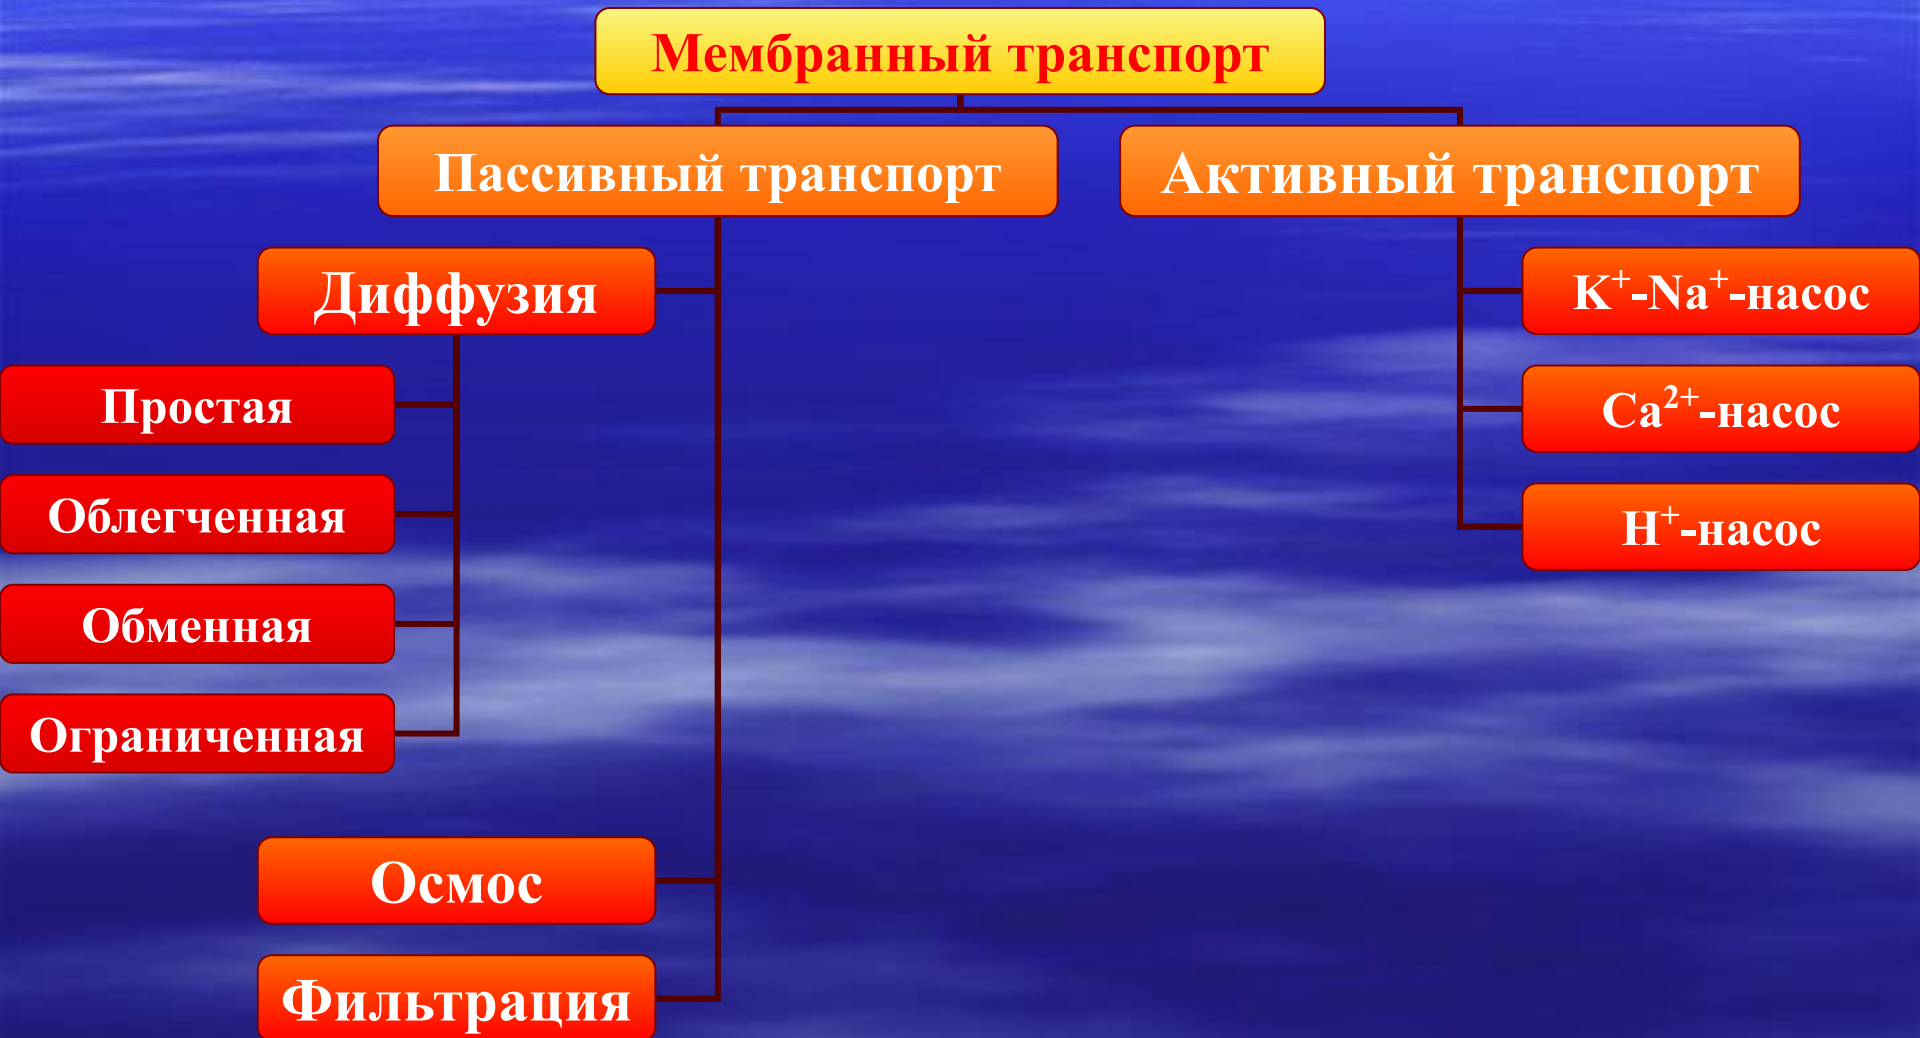 Мембранный транспорт
Пассивный транспорт
Активный транспорт
Диффузия
Простая
Облегченная
Обменная
Ограниченная
Осмос
Фильтрация
K⁺-Na⁺-насос
Ca²⁺-насос
H⁺-насос